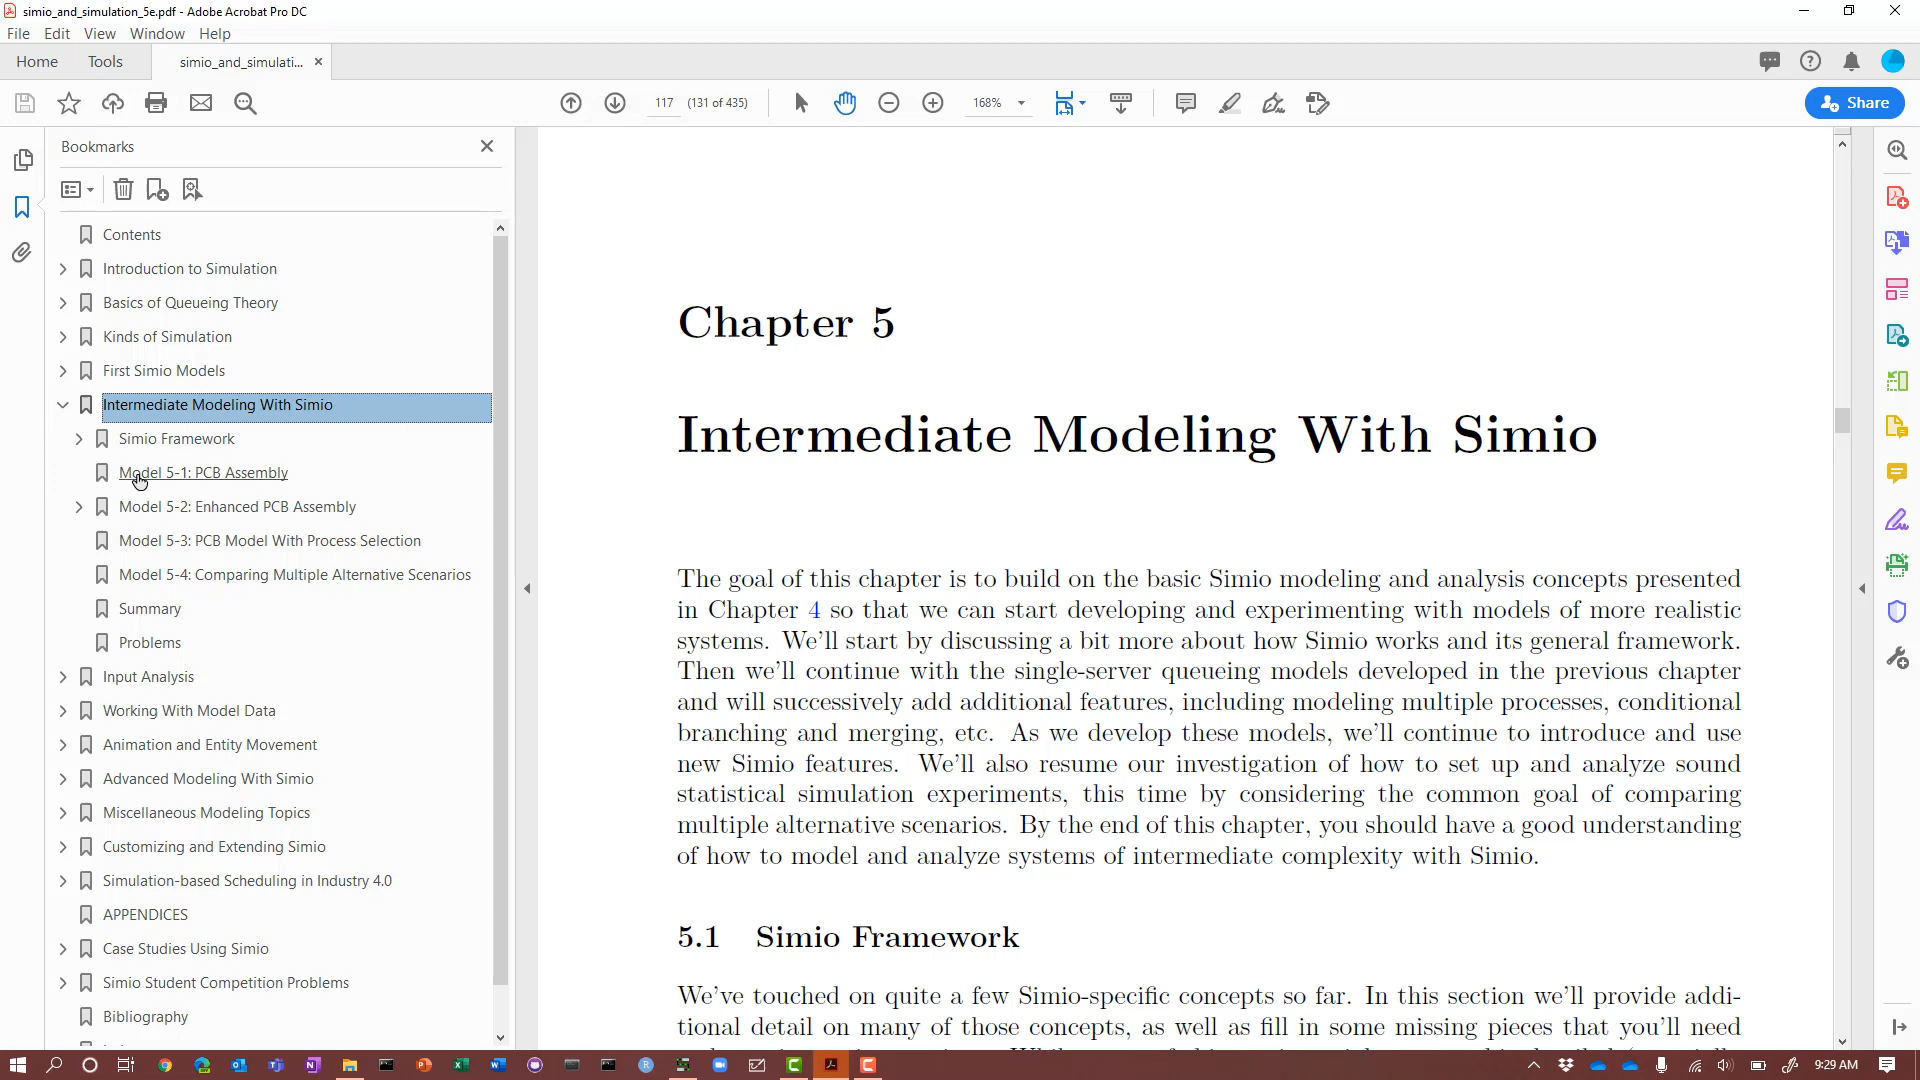 simio_and_simulation_5e.pdf - Adobe Acrobat Pro DC
File Edit View Window Help
Home Tools simio_and_simulati... ×
117 (131 of 435) 168% Share
Bookmarks
Contents
Introduction to Simulation
Basics of Queueing Theory
Kinds of Simulation
First Simio Models
Intermediate Modeling With Simio
Simio Framework
Model 5-1: PCB Assembly
Model 5-2: Enhanced PCB Assembly
Model 5-3: PCB Model With Process Selection
Model 5-4: Comparing Multiple Alternative Scenarios
Summary
Problems
Input Analysis
Working With Model Data
Animation and Entity Movement
Advanced Modeling With Simio
Miscellaneous Modeling Topics
Customizing and Extending Simio
Simulation-based Scheduling in Industry 4.0
APPENDICES
Case Studies Using Simio
Simio Student Competition Problems
Bibliography
Chapter 5
Intermediate Modeling With Simio
The goal of this chapter is to build on the basic Simio modeling and analysis concepts presented
in Chapter 4 so that we can start developing and experimenting with models of more realistic
systems. We'll start by discussing a bit more about how Simio works and its general framework.
Then we'll continue with the single-server queueing models developed in the previous chapter
and will successively add additional features, including modeling multiple processes, conditional
branching and merging, etc. As we develop these models, we'll continue to introduce and use
new Simio features. We'll also resume our investigation of how to set up and analyze sound
statistical simulation experiments, this time by considering the common goal of comparing
multiple alternative scenarios. By the end of this chapter, you should have a good understanding
of how to model and analyze systems of intermediate complexity with Simio.
5.1 Simio Framework
We've touched on quite a few Simio-specific concepts so far. In this section we'll provide addi-
tional detail on many of those concepts, as well as fill in some missing pieces that you'll need
9:29 AM